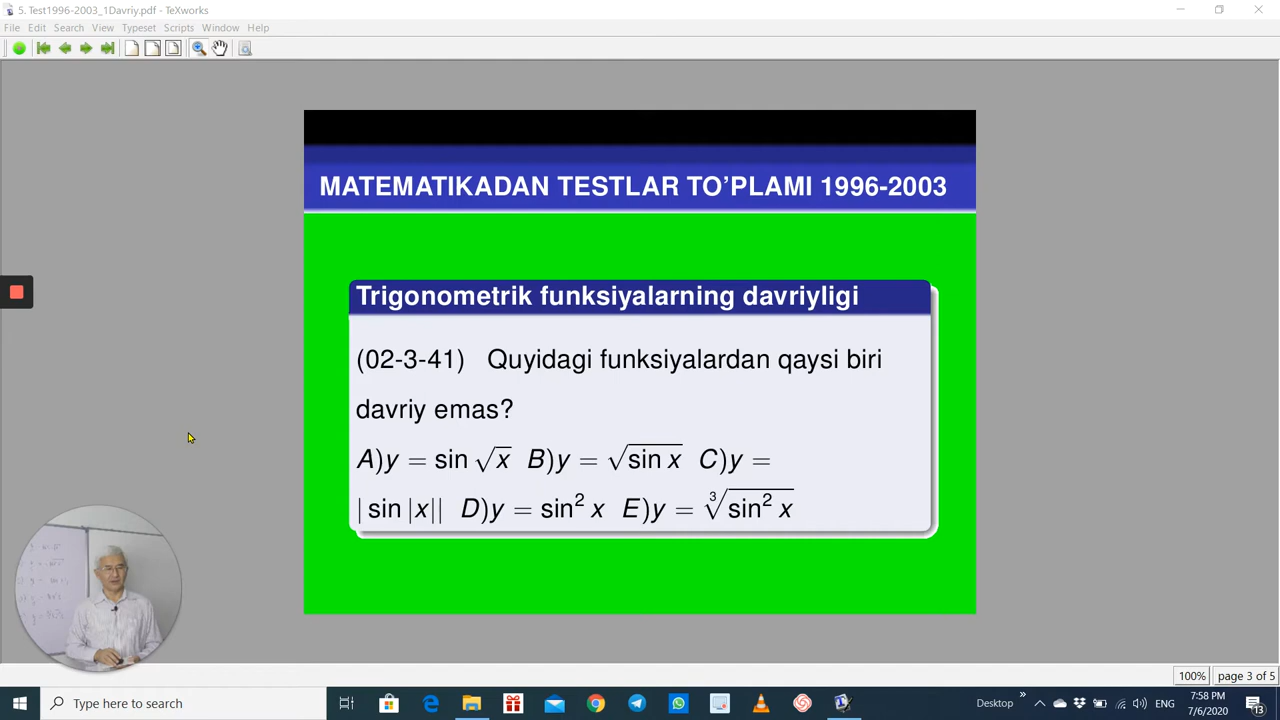 5. Test1996-2003_1Davriy.pdf - TeXworks
File Edit Search View Typeset Scripts Window Help
MATEMATIKADAN TESTLAR TO'PLAMI 1996-2003
Trigonometrik funksiyalarning davriyligi
(02-3-41) Quyidagi funksiyalardan qaysi biri
davriy emas?
A)y = sin √x B)y = √sin x C)y =
| sin |x|| D)y = sin² x E)y = ∛sin² x
100% page 3 of 5
Type here to search
Desktop
»
ENG
7:58 PM
7/6/2020
13